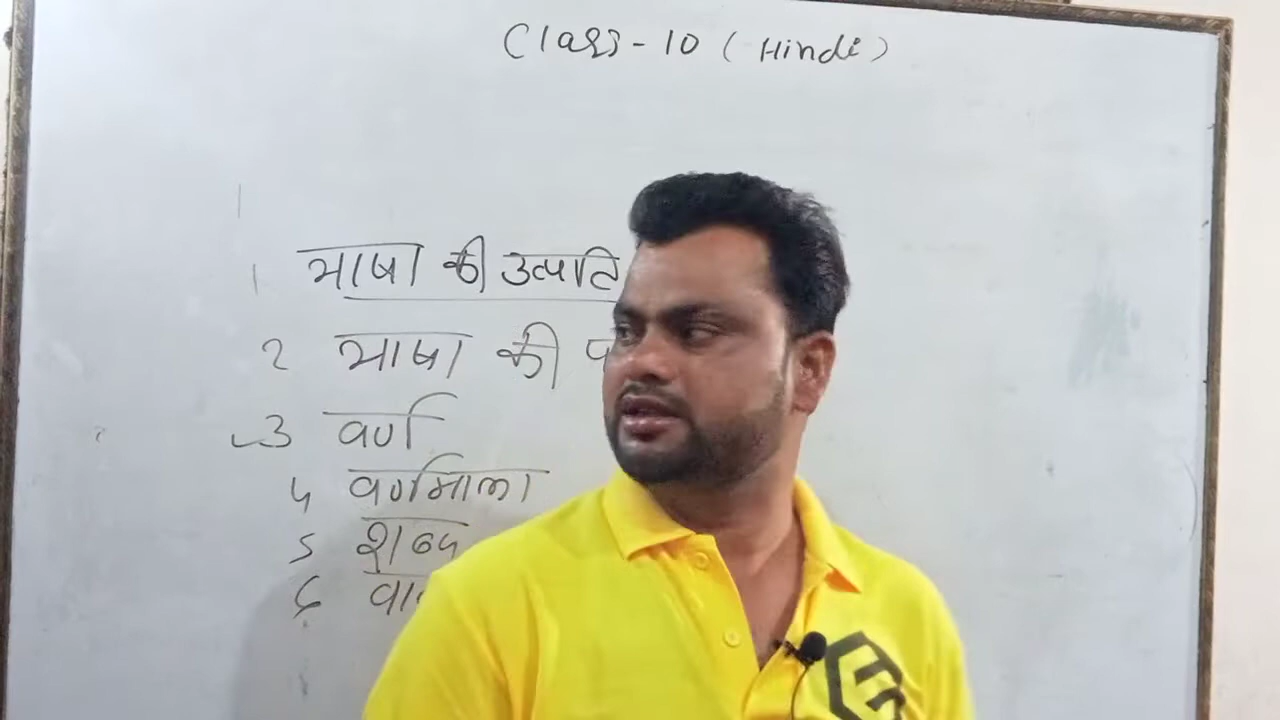 Class - 10 ( Hindi )
1 भाषा की उत्पति
2 भाषा की
3 वर्ण
4 वर्णमाला
5 शब्द
6